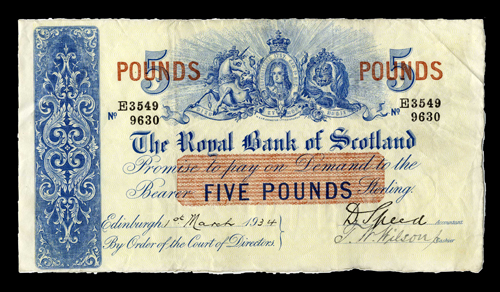 5 POUNDS 5 POUNDS
E3549 E3549
Nº 9630 Nº 9630
The Royal Bank of Scotland
Promise to pay on Demand to the
Bearer FIVE POUNDS Sterling.
Edinburgh, 1st March 1934 D. Speed Accountant
By Order of the Court of Directors. Wilson Cashier